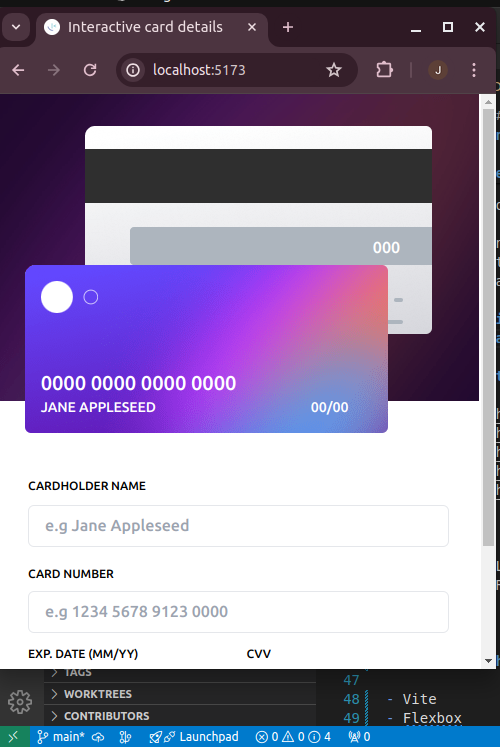 Interactive card details
localhost:5173
J
000
0000 0000 0000 0000
JANE APPLESEED 00/00
CARDHOLDER NAME
e.g Jane Appleseed
CARD NUMBER
e.g 1234 5678 9123 0000
EXP. DATE (MM/YY) CVV
TAGS
WORKTREES
CONTRIBUTORS
47
48 - Vite
49 - Flexbox
main* Launchpad 0 0 1 4 0